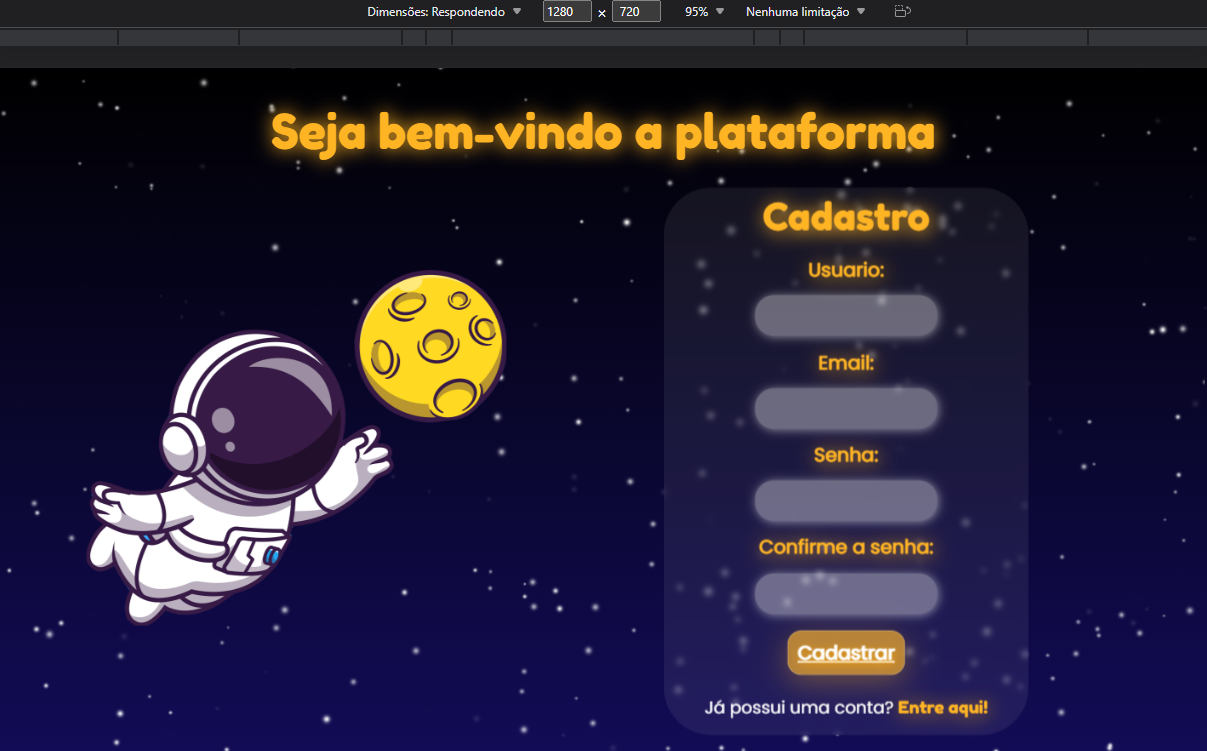 Dimensões: Respondendo 1280 × 720 95% Nenhuma limitação
Seja bem-vindo a plataforma
Cadastro
Usuario:
Email:
Senha:
Confirme a senha:
Cadastrar
Já possui uma conta? Entre aqui!